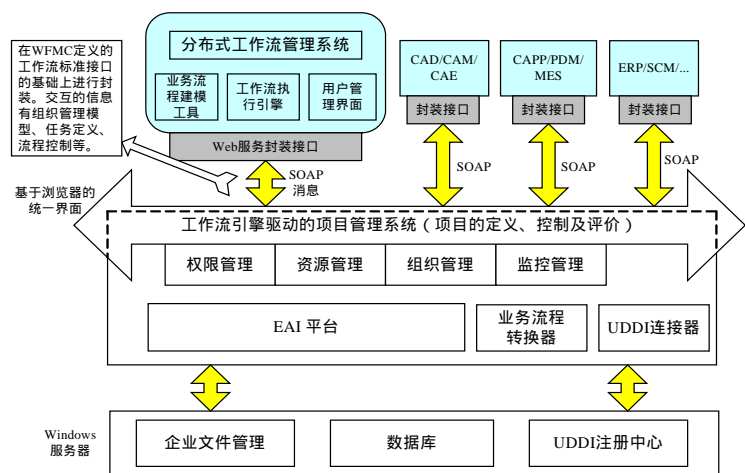 在WFMC定义的
工作流标准接口
的基础上进行封
装。交互的信息
有组织管理模
型、任务定义、
流程控制等。
分布式工作流管理系统
业务流
程建模
工具
工作流执
行引擎
用户管
理界面
Web服务封装接口
CAD/CAM/
CAE
封装接口
CAPP/PDM/
MES
封装接口
ERP/SCM/...
封装接口
SOAP
消息
SOAP
SOAP
SOAP
基于浏览器的
统一界面
工作流引擎驱动的项目管理系统（项目的定义、控制及评价）
权限管理
资源管理
组织管理
监控管理
EAI 平台
业务流程
转换器
UDDI连接器
Windows
服务器
企业文件管理
数据库
UDDI注册中心